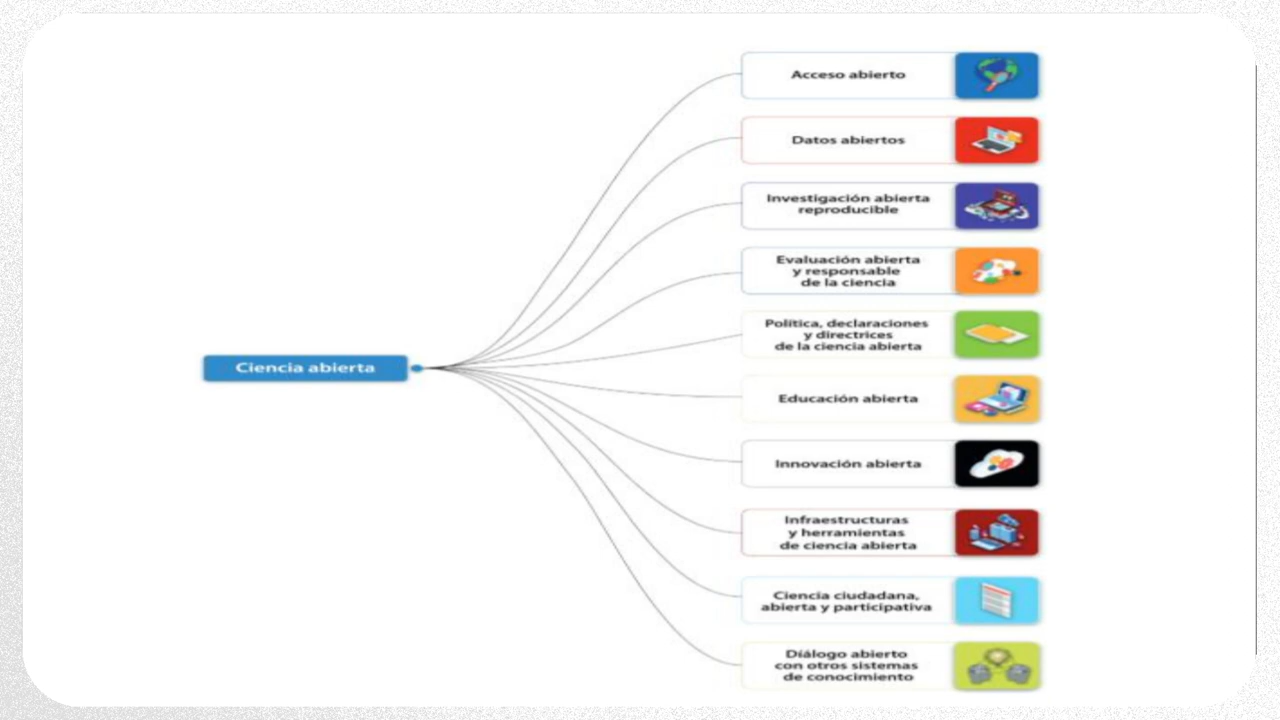 Ciencia abierta
Acceso abierto
Datos abiertos
Investigación abierta
reproducible
Evaluación abierta
y responsable
de la ciencia
Política, declaraciones
y directrices
de la ciencia abierta
Educación abierta
Innovación abierta
Infraestructuras
y herramientas
de ciencia abierta
Ciencia ciudadana,
abierta y participativa
Diálogo abierto
con otros sistemas
de conocimiento